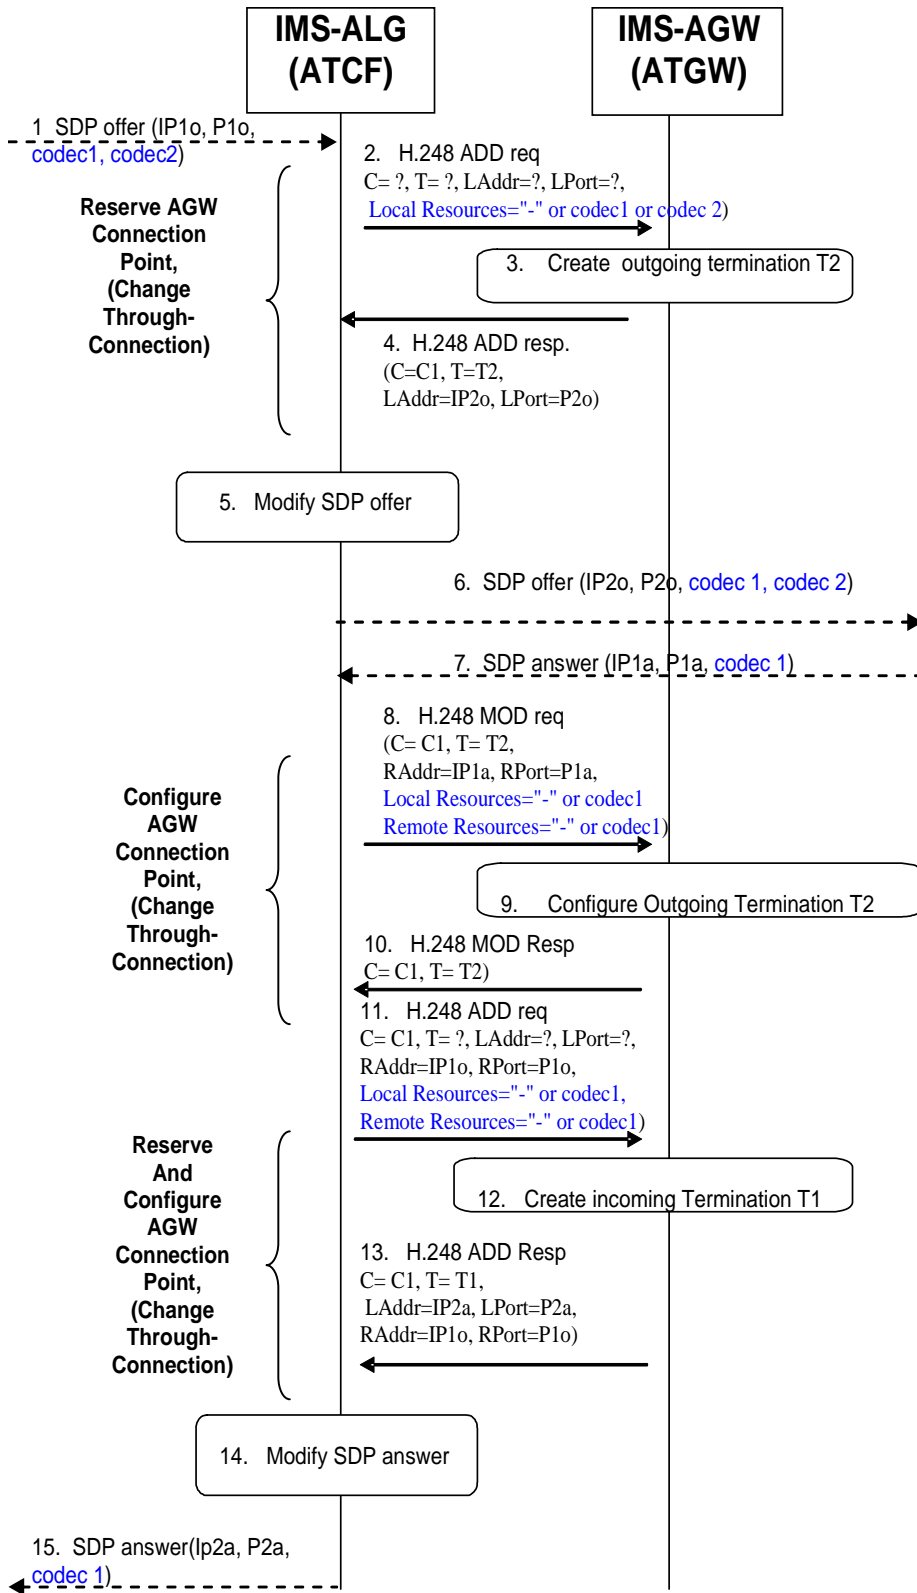 IMS-ALG
(ATCF)
IMS-AGW
(ATGW)
1 SDP offer (IP1o, P1o,
codec1, codec2)
2. H.248 ADD req
C= ?, T= ?, LAddr=?, LPort=?,
Local Resources="-" or codec1 or codec 2)
Reserve AGW
Connection
Point,
(Change
Through-
Connection)
3. Create outgoing termination T2
4. H.248 ADD resp.
(C=C1, T=T2,
LAddr=IP2o, LPort=P2o)
5. Modify SDP offer
6. SDP offer (IP2o, P2o, codec 1, codec 2)
7. SDP answer (IP1a, P1a, codec 1)
8. H.248 MOD req
(C= C1, T= T2,
RAddr=IP1a, RPort=P1a,
Local Resources="-" or codec1
Remote Resources="-" or codec1)
Configure
AGW
Connection
Point,
(Change
Through-
Connection)
9. Configure Outgoing Termination T2
10. H.248 MOD Resp
C= C1, T= T2)
11. H.248 ADD req
C= C1, T= ?, LAddr=?, LPort=?,
RAddr=IP1o, RPort=P1o,
Local Resources="-" or codec1,
Remote Resources="-" or codec1)
Reserve
And
Configure
AGW
Connection
Point,
(Change
Through-
Connection)
12. Create incoming Termination T1
13. H.248 ADD Resp
C= C1, T= T1,
LAddr=IP2a, LPort=P2a,
RAddr=IP1o, RPort=P1o)
14. Modify SDP answer
15. SDP answer(Ip2a, P2a,
codec 1)